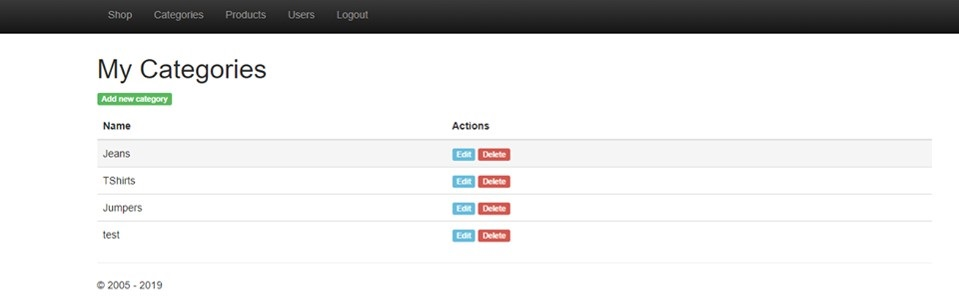 Shop Categories Products Users Logout
My Categories
Add new category
Name Actions
Jeans Edit Delete
TShirts Edit Delete
Jumpers Edit Delete
test Edit Delete
© 2005 - 2019